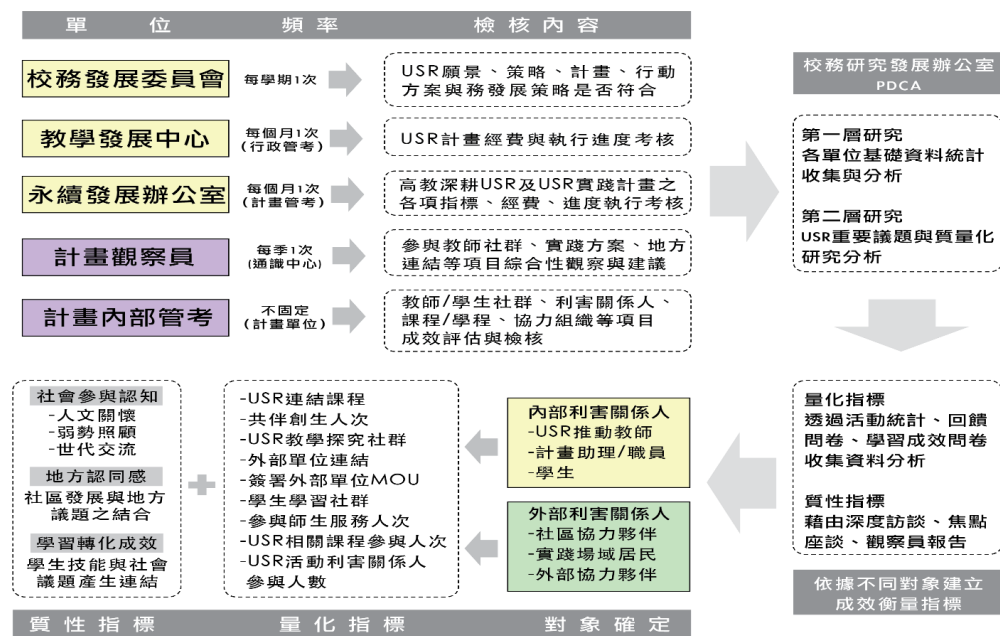 單位 頻率 檢核內容
校務發展委員會
每學期1次
USR願景、策略、計畫、行動
方案與務發展策略是否符合
教學發展中心
每個月1次
(行政管考)
USR計畫經費與執行進度考核
永續發展辦公室
每個月1次
(計畫管考)
高教深耕USR及USR實踐計畫之
各項指標、經費、進度執行考核
計畫觀察員
每季1次
(通識中心)
參與教師社群、實踐方案、地方
連結等項目綜合性觀察與建議
計畫內部管考
不固定
(計畫單位)
教師/學生社群、利害關係人、
課程/學程、協力組織等項目
成效評估與檢核
校務研究發展辦公室
PDCA
第一層研究
各單位基礎資料統計
收集與分析
第二層研究
USR重要議題與質量化
研究分析
量化指標
透過活動統計、回饋
問卷、學習成效問卷
收集資料分析
質性指標
藉由深度訪談、焦點
座談、觀察員報告
依據不同對象建立
成效衡量指標
內部利害關係人
-USR推動教師
-計畫助理/職員
-學生
外部利害關係人
-社區協力夥伴
-實踐場域居民
-外部協力夥伴
對象確定
-USR連結課程
-共伴創生人次
-USR教學探究社群
-外部單位連結
-簽署外部單位MOU
-學生學習社群
-參與師生服務人次
-USR相關課程參與人次
-USR活動利害關係人
參與人數
量化指標
社會參與認知
-人文關懷
-弱勢照顧
-世代交流
地方認同感
社區發展與地方
議題之結合
學習轉化成效
學生技能與社會
議題產生連結
質性指標